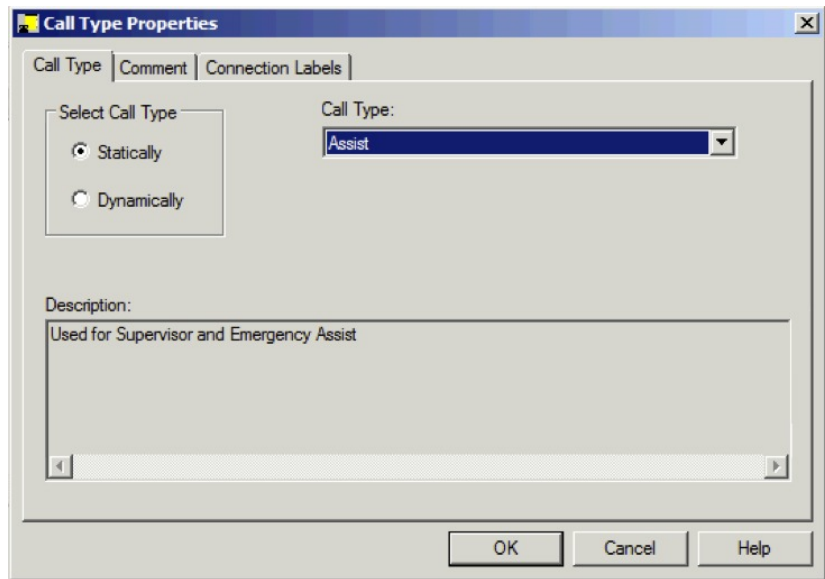 Call Type Properties
Call Type Comment Connection Labels
Select Call Type
Statically
Dynamically
Call Type:
Assist
Description:
Used for Supervisor and Emergency Assist
OK Cancel Help